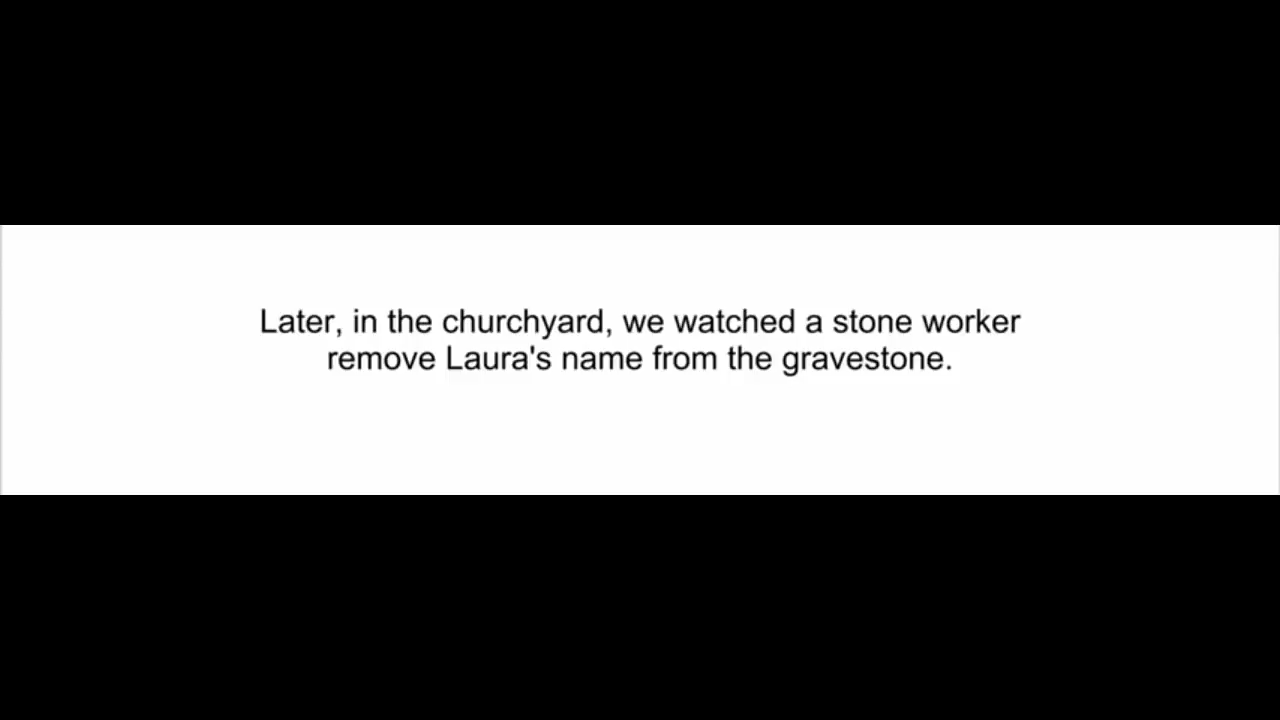 Later, in the churchyard, we watched a stone worker
remove Laura's name from the gravestone.